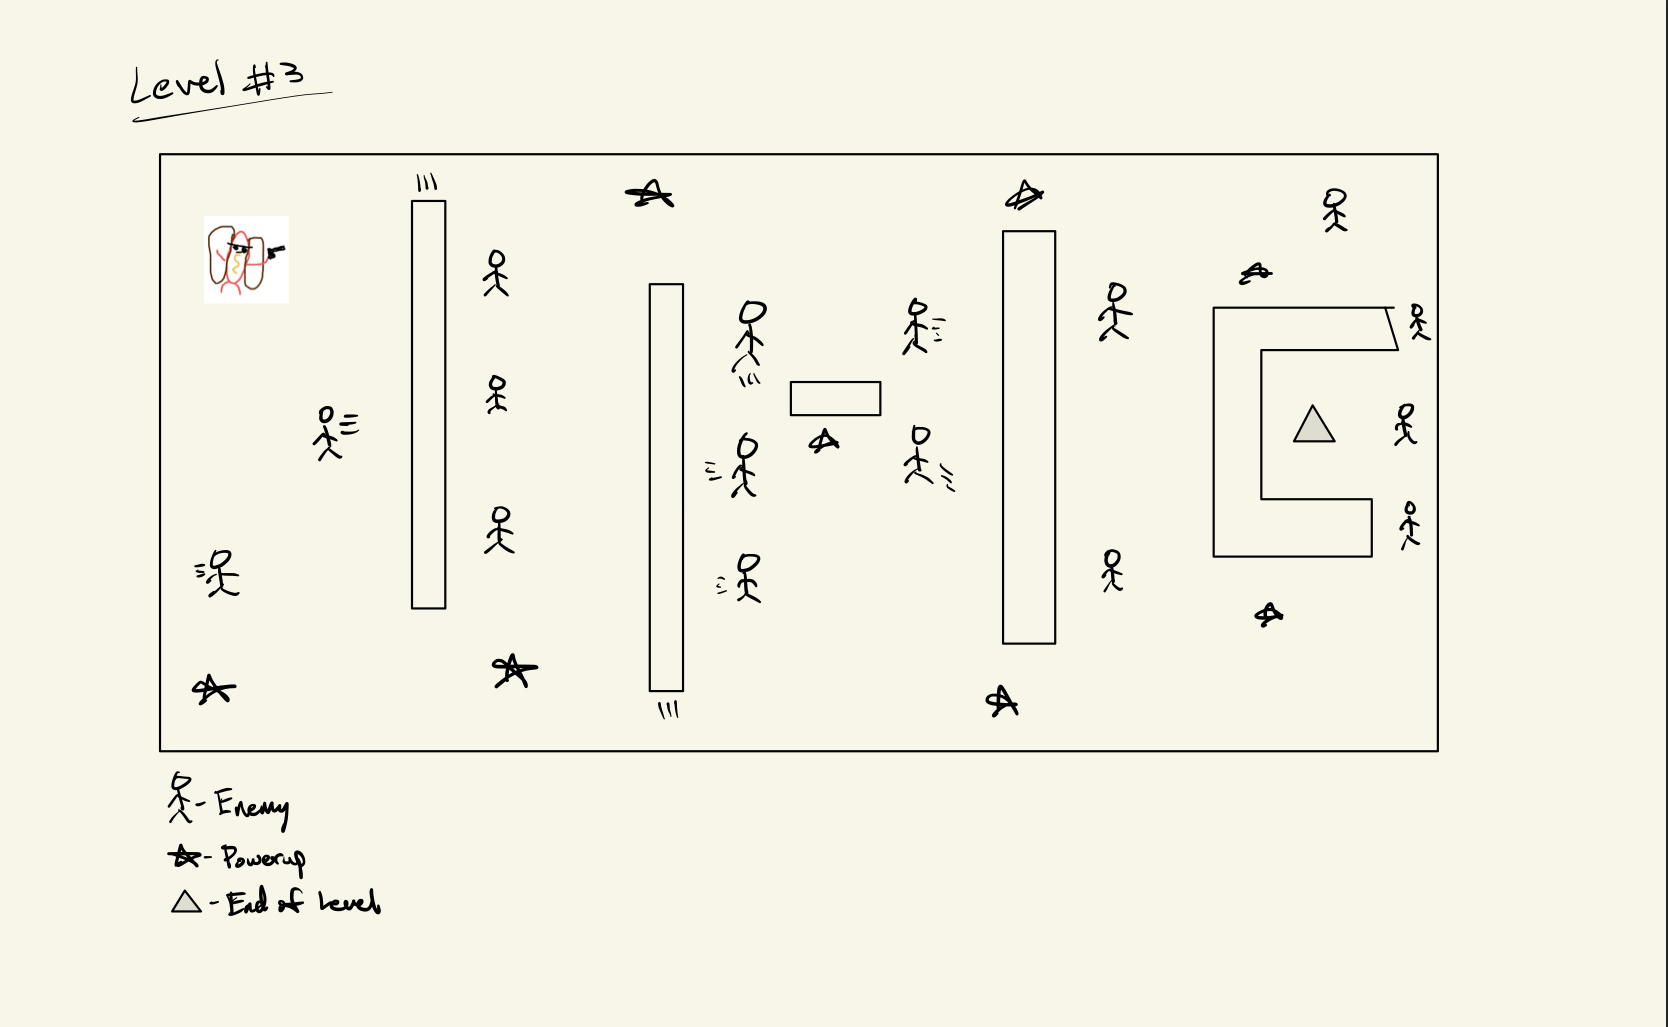 Level #3
- Enemy
- Powerup
- End of Level